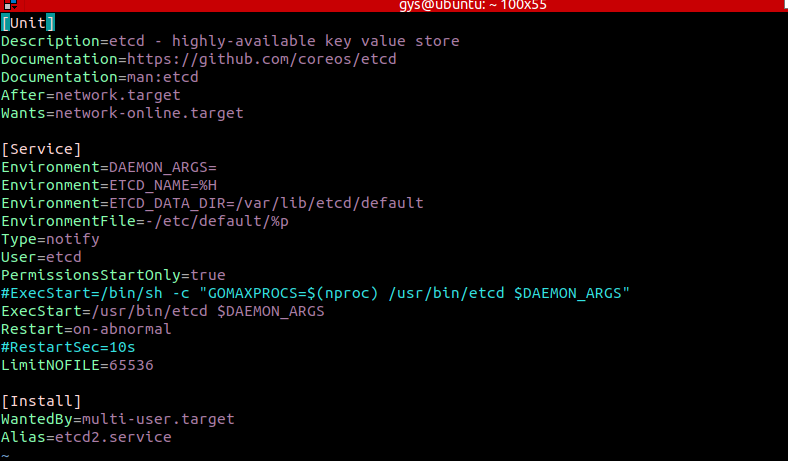 gys@ubuntu: ~ 100x55
[Unit]
Description=etcd - highly-available key value store
Documentation=https://github.com/coreos/etcd
Documentation=man:etcd
After=network.target
Wants=network-online.target
[Service]
Environment=DAEMON_ARGS=
Environment=ETCD_NAME=%H
Environment=ETCD_DATA_DIR=/var/lib/etcd/default
EnvironmentFile=-/etc/default/%p
Type=notify
User=etcd
PermissionsStartOnly=true
#ExecStart=/bin/sh -c "GOMAXPROCS=$(nproc) /usr/bin/etcd $DAEMON_ARGS"
ExecStart=/usr/bin/etcd $DAEMON_ARGS
Restart=on-abnormal
#RestartSec=10s
LimitNOFILE=65536
[Install]
WantedBy=multi-user.target
Alias=etcd2.service
~